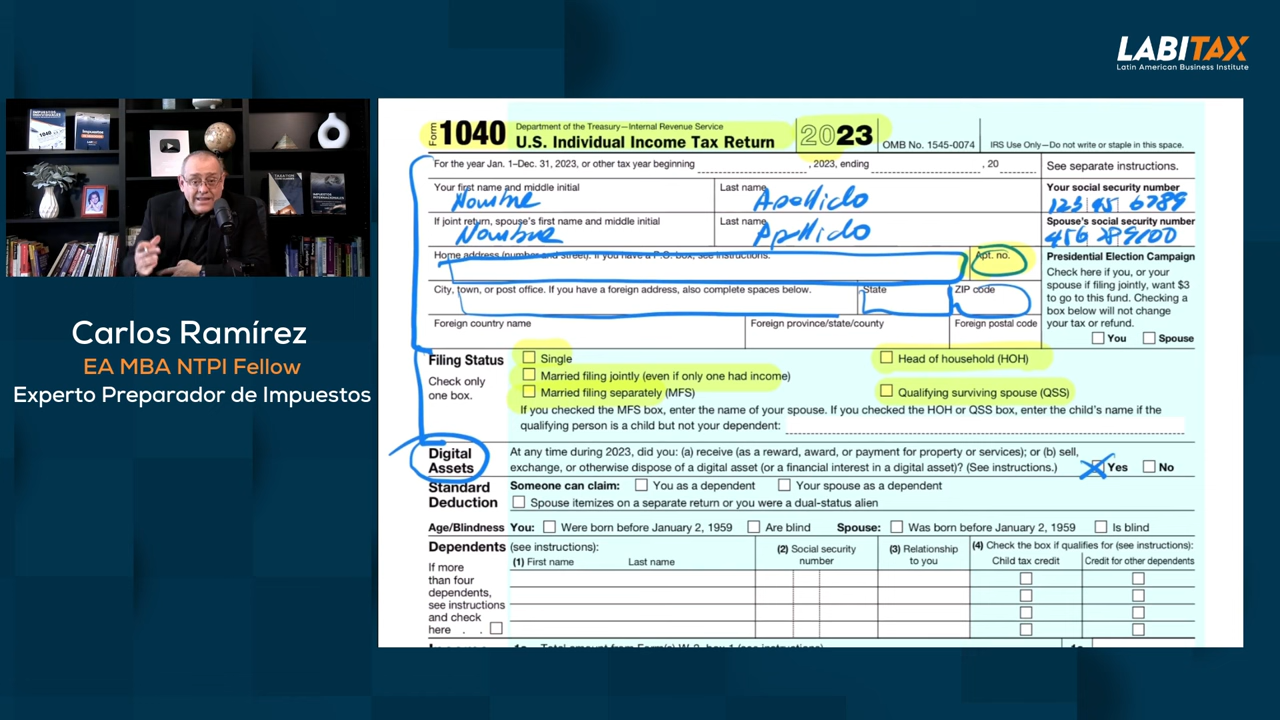 LABITAX
Latin American Business Institute
Carlos Ramírez
EA MBA NTPI Fellow
Experto Preparador de Impuestos
Form 1040
Department of the Treasury—Internal Revenue Service
U.S. Individual Income Tax Return
2023
OMB No. 1545-0074
IRS Use Only—Do not write or staple in this space.
For the year Jan. 1–Dec. 31, 2023, or other tax year beginning , 2023, ending , 20
See separate instructions.
Your first name and middle initial
Nombre
Last name
Apellido
Your social security number
123 45 6789
If joint return, spouse's first name and middle initial
Nombre
Last name
Apellido
Spouse's social security number
456
Home address (number and street). If you have a P.O. box, see instructions.
Apt. no.
City, town, or post office. If you have a foreign address, also complete spaces below.
State
ZIP code
Foreign country name
Foreign province/state/county
Foreign postal code
Presidential Election Campaign
Check here if you, or your
spouse if filing jointly, want $3
to go to this fund. Checking a
box below will not change
your tax or refund.
You Spouse
Filing Status
Check only
one box.
Single
Married filing jointly (even if only one had income)
Married filing separately (MFS)
Head of household (HOH)
Qualifying surviving spouse (QSS)
If you checked the MFS box, enter the name of your spouse. If you checked the HOH or QSS box, enter the child's name if the
qualifying person is a child but not your dependent:
Digital
Assets
At any time during 2023, did you: (a) receive (as a reward, award, or payment for property or services); or (b) sell,
exchange, or otherwise dispose of a digital asset (or a financial interest in a digital asset)? (See instructions.)
Yes No
Standard
Deduction
Someone can claim: You as a dependent Your spouse as a dependent
Spouse itemizes on a separate return or you were a dual-status alien
Age/Blindness You: Were born before January 2, 1959 Are blind Spouse: Was born before January 2, 1959 Is blind
Dependents (see instructions):
If more
than four
dependents,
see instructions
and check
here . .
(1) First name Last name
(2) Social security
number
(3) Relationship
to you
(4) Check the box if qualifies for (see instructions):
Child tax credit
Credit for other dependents